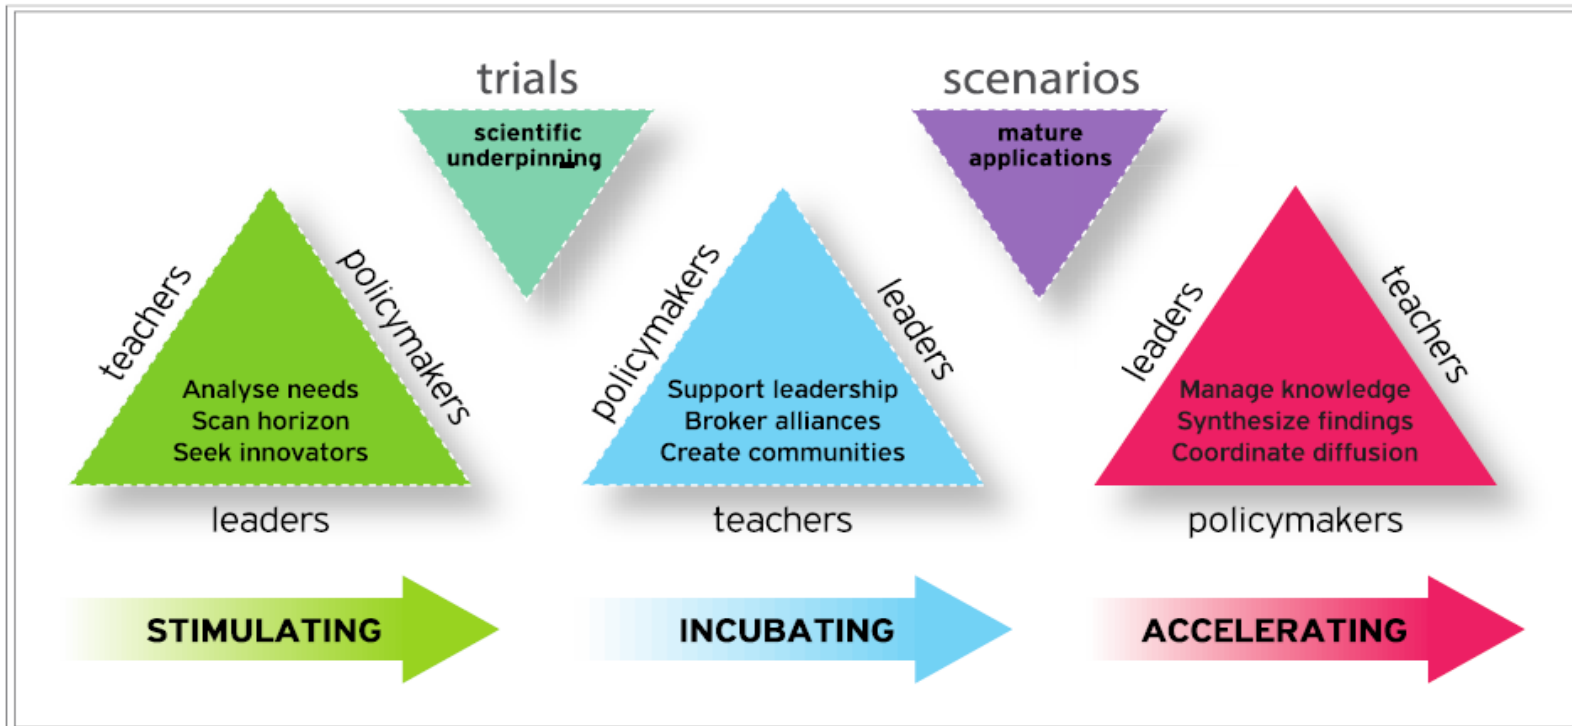 trials
scientific
underpinning
scenarios
mature
applications
teachers
policymakers
Analyse needs
Scan horizon
Seek innovators
leaders
policymakers
leaders
Support leadership
Broker alliances
Create communities
teachers
leaders
teachers
Manage knowledge
Synthesize findings
Coordinate diffusion
policymakers
STIMULATING
INCUBATING
ACCELERATING